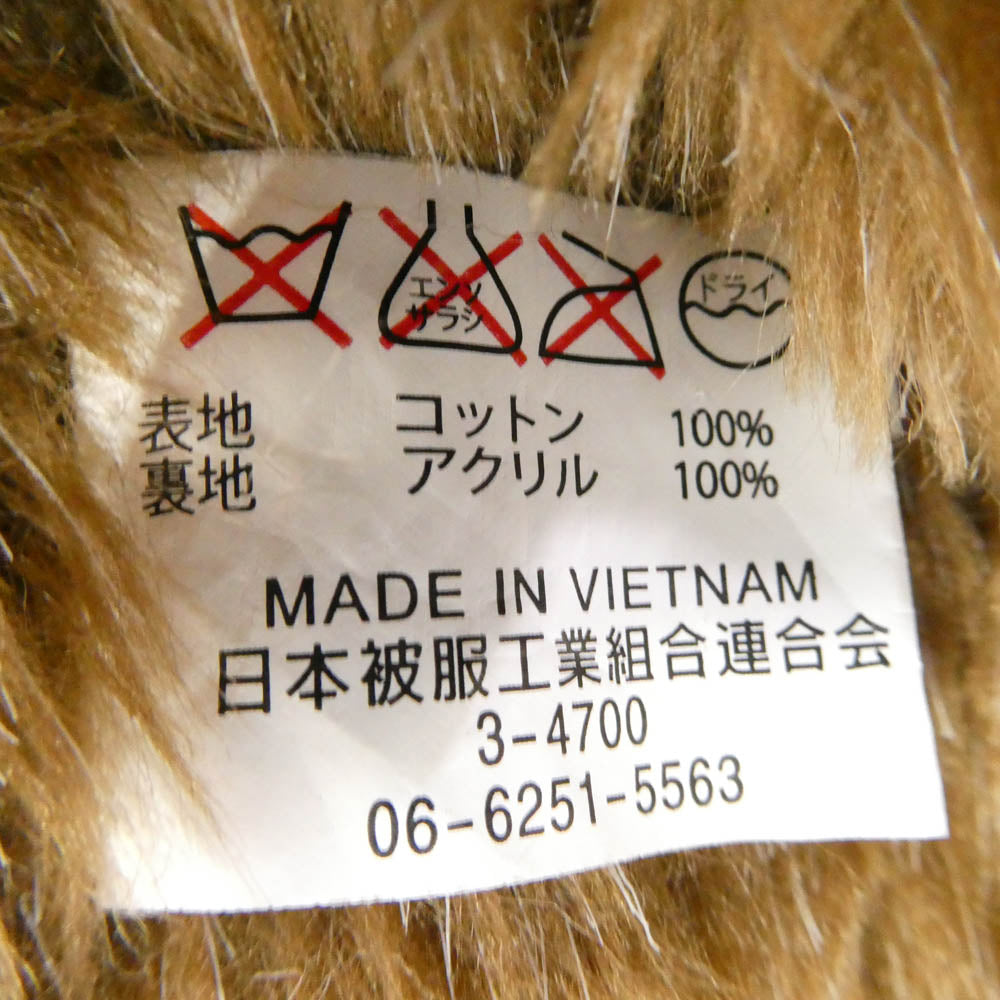 エンソ
サラシ
ドライ
表地 コットン 100%
裏地 アクリル 100%
MADE IN VIETNAM
日本被服工業組合連合会
3-4700
06-6251-5563